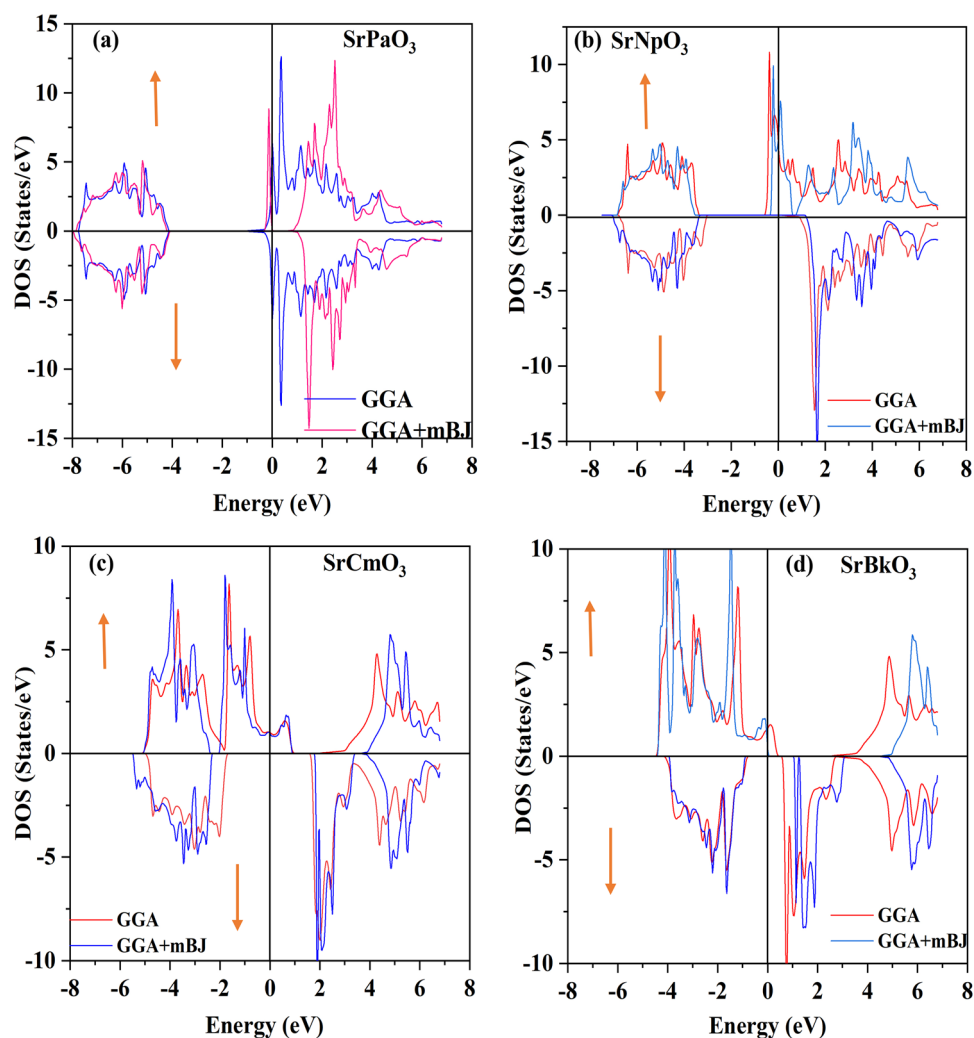 (a)
SrPaO3
15
10
5
0
-5
-10
-15
DOS (States/eV)
GGA
GGA+mBJ
-8 -6 -4 -2 0 2 4 6 8
Energy (eV)
(b)
SrNpO3
10
5
0
-5
-10
-15
DOS (States/eV)
GGA
GGA+mBJ
-8 -6 -4 -2 0 2 4 6 8
Energy (eV)
(c)
SrCmO3
10
5
0
-5
-10
DOS (States/eV)
GGA
GGA+mBJ
-8 -6 -4 -2 0 2 4 6 8
Energy (eV)
(d)
SrBkO3
10
5
0
-5
-10
DOS (States/eV)
GGA
GGA+mBJ
-8 -6 -4 -2 0 2 4 6 8
Energy (eV)